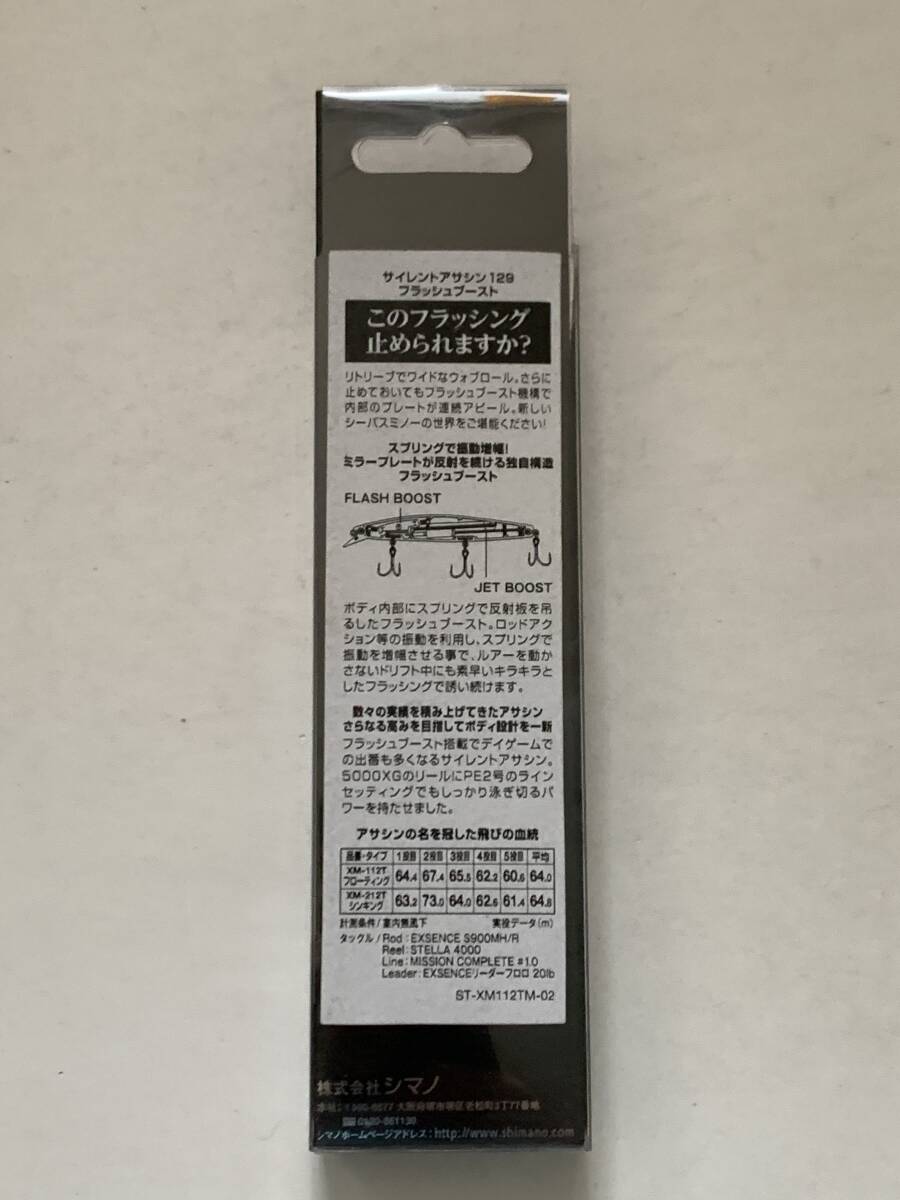 サイレントアサシン129
フラッシュブースト
このフラッシング
止められますか?
リトリーブでワイドなウォブロール。さらに
止めておいてもフラッシュブースト機構で
内部のプレートが連続アピール。新しい
シーバスミノーの世界をご堪能ください!
スプリングで振動増幅!
ミラープレートが反射を続ける独自構造
フラッシュブースト
FLASH BOOST
JET BOOST
ボディ内部にスプリングで反射板を吊
るしたフラッシュブースト。ロッドアク
ション等の振動を利用し、スプリングで
振動を増幅させる事で、ルアーを動か
さないドリフト中にも素早いキラキラと
したフラッシングで誘い続けます。
数々の実績を積み上げてきたアサシン
さらなる高みを目指してボディ設計を一新
フラッシュブースト搭載でデイゲームで
の出番も多くなるサイレントアサシン。
5000XGのリールにPE2号のライン
セッティングでもしっかり泳ぎ切るパ
ワーを持たせました。
アサシンの名を冠した飛びの血統
品番・タイプ 1投目 2投目 3投目 4投目 5投目 平均
XM-112T
フローティング 64.4 67.4 65.5 62.2 60.6 64.0
XM-212T
シンキング 63.2 73.0 64.0 62.6 61.4 64.8
計測条件/室内無風下 実投データ(m)
タックル/Rod:EXSENCE S900MH/R
Reel:STELLA 4000
Line:MISSION COMPLETE #1.0
Leader:EXSENCEリーダーフロロ 20lb
ST-XM112TM-02
株式会社シマノ
大阪府堺市堺区老松町3丁77番地
シマノホームページアドレス:http://www.shimano.com